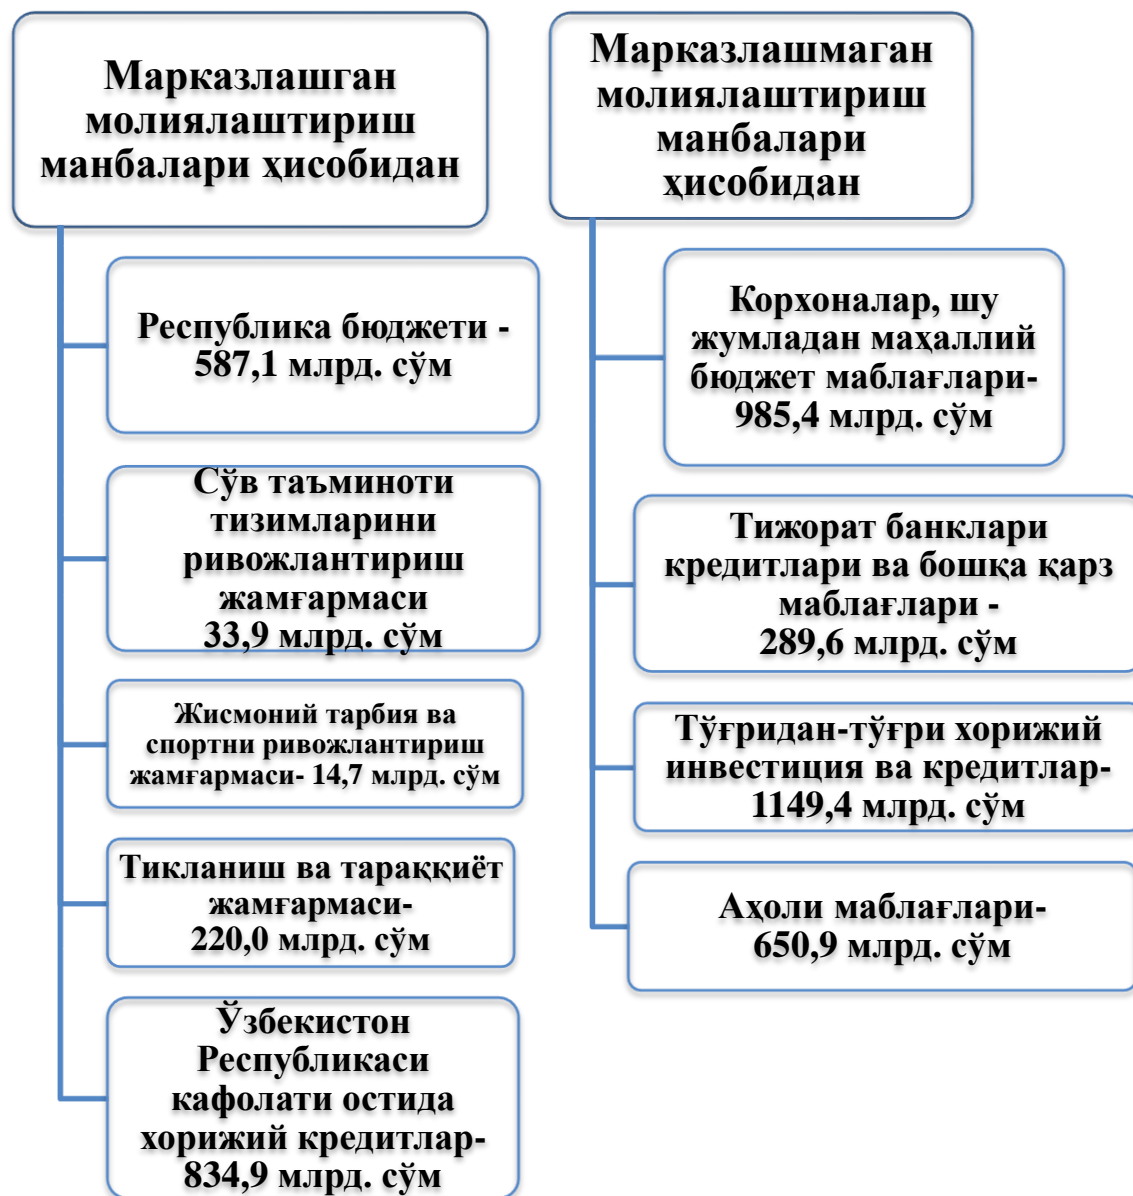 Марказлашган
молиялаштириш
манбалари ҳисобидан
Республика бюджети -
587,1 млрд. сўм
Сўв таъминоти
тизимларини
ривожлантириш
жамғармаси
33,9 млрд. сўм
Жисмоний тарбия ва
спортни ривожлантириш
жамғармаси- 14,7 млрд. сўм
Тикланиш ва тараққиёт
жамғармаси-
220,0 млрд. сўм
Ўзбекистон
Республикаси
кафолати остида
хорижий кредитлар-
834,9 млрд. сўм
Марказлашмаган
молиялаштириш
манбалари
ҳисобидан
Корхоналар, шу
жумладан маҳаллий
бюджет маблағлари-
985,4 млрд. сўм
Тижорат банклари
кредитлари ва бошқа қарз
маблағлари -
289,6 млрд. сўм
Тўғридан-тўғри хорижий
инвестиция ва кредитлар-
1149,4 млрд. сўм
Аҳоли маблағлари-
650,9 млрд. сўм